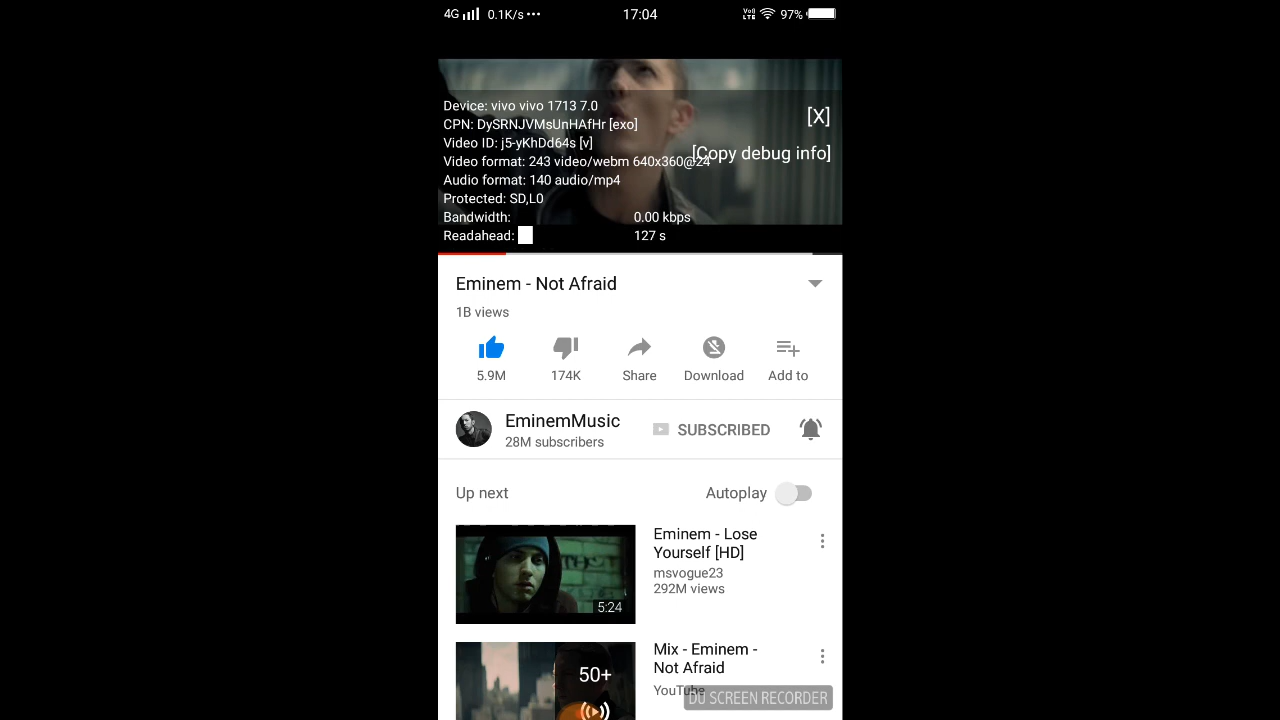 4G 0.1K/s ••• 17:04 VoJ LTE 97%
Device: vivo vivo 1713 7.0
[X]
CPN: DySRNJVMsUnHAfHr [exo]
Video ID: j5-yKhDd64s [v]
[Copy debug info]
Video format: 243 video/webm 640x360@24
Audio format: 140 audio/mp4
Protected: SD,L0
Bandwidth: 0.00 kbps
Readahead: 127 s
Eminem - Not Afraid
1B views
5.9M 174K Share Download Add to
EminemMusic
28M subscribers
SUBSCRIBED
Up next Autoplay
Eminem - Lose
Yourself [HD]
msvogue23
292M views
5:24
Mix - Eminem -
Not Afraid
YouTube
50+
DU SCREEN RECORDER